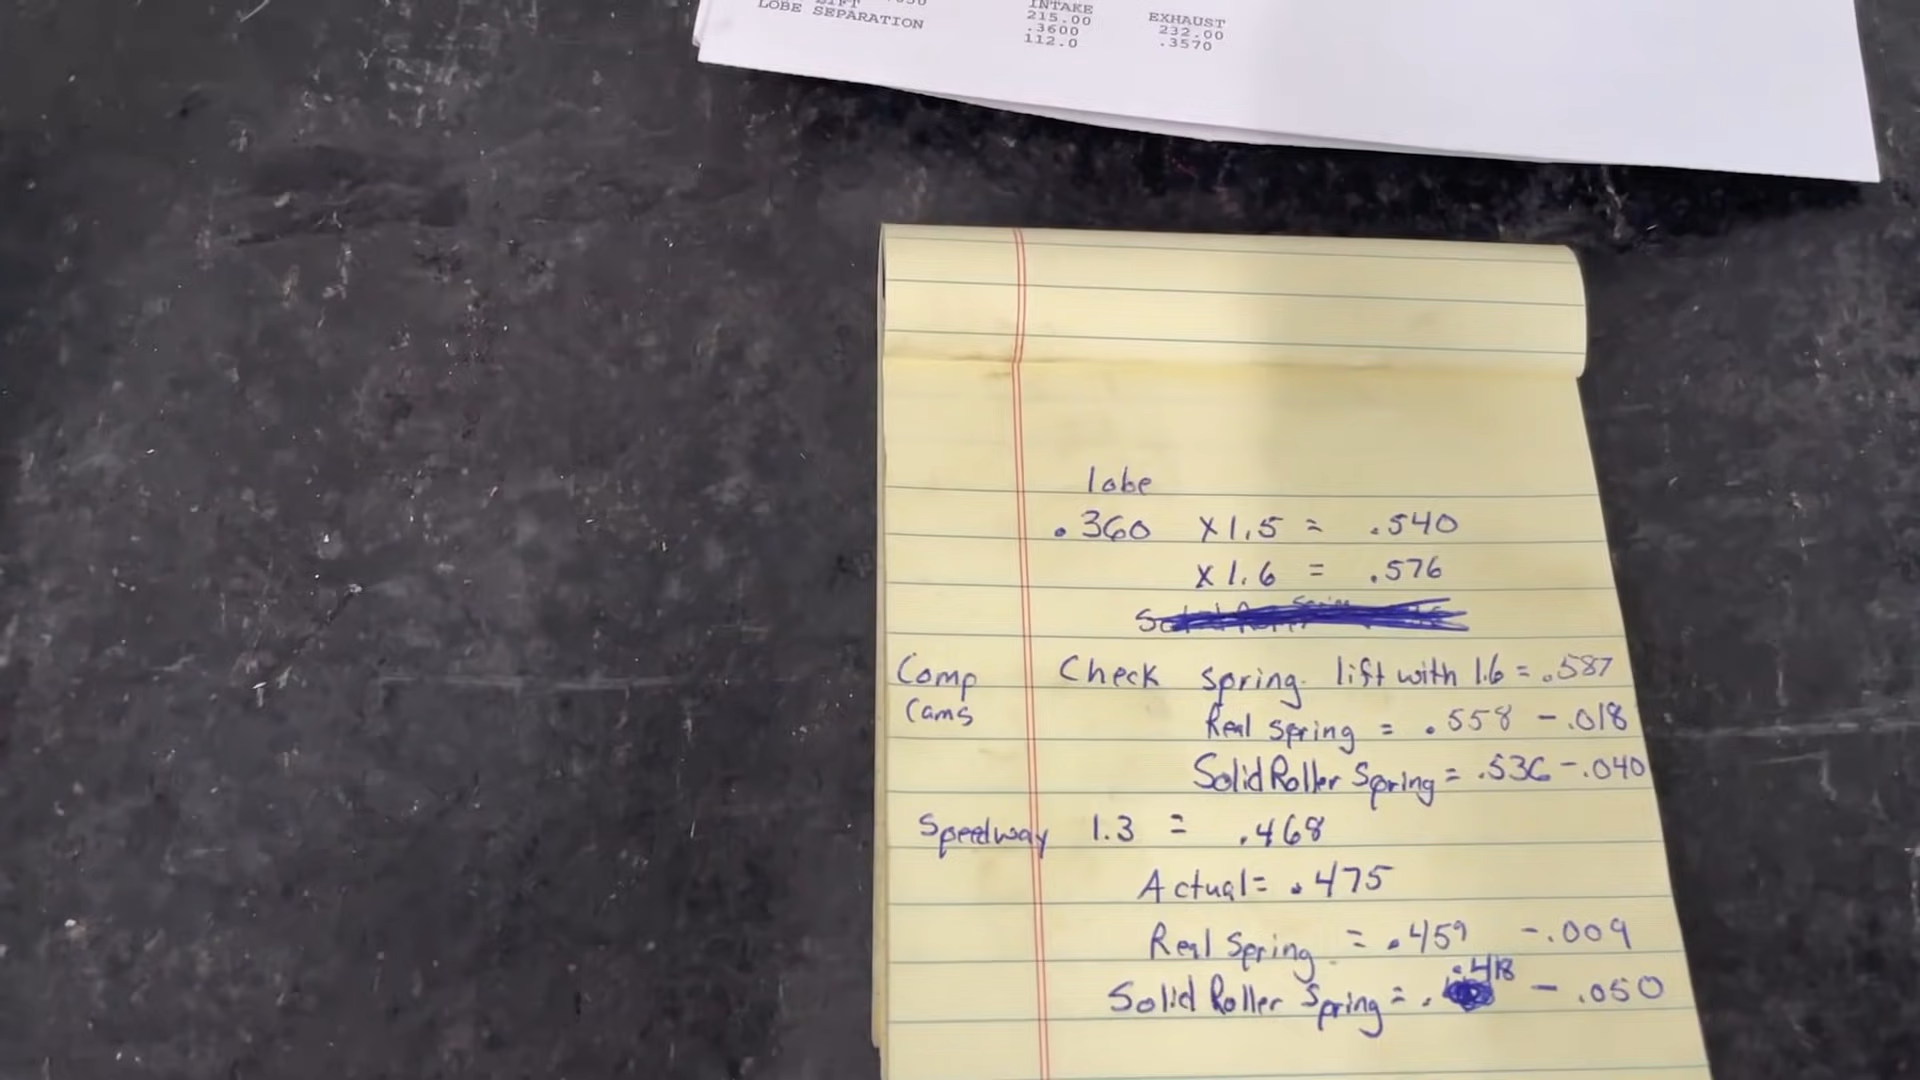 INTAKE EXHAUST
215.00 232.00
LIFT .3600 .3570
LOBE SEPARATION 112.0
lobe
.360 x1.5 = .540
x1.6 = .576
Comp Check spring lift with 1.6 = .587
Cams Real spring = .558 -.018
Solid Roller Spring = .536 -.040
Speedway 1.3 = .468
Actual = .475
Real Spring = .459 -.009
Solid Roller Spring = .418 - .050